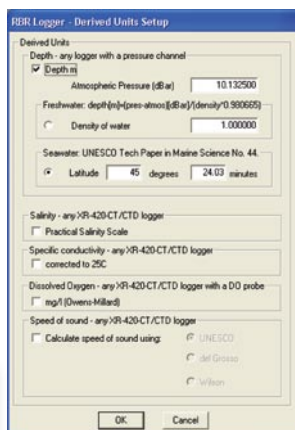 RBR Logger - Derived Units Setup
Derived Units
Depth - any logger with a pressure channel
Depth m
Atmospheric Pressure (dBar) 10.132500
Freshwater: depth[m]=(pres-atmos)[dBar]/(density*0.980665)
Density of water 1.000000
Seawater: UNESCO Tech Paper in Marine Science No. 44.
Latitude 45 degrees 24.03 minutes
Salinity - any XR-420-CT/CTD logger
Practical Salinity Scale
Specific conductivity - any XR-420-CT/CTD logger
corrected to 25C
Dissolved Oxygen - any XR-420-CT/CTD logger with a DO probe
mg/l (Owens-Millard)
Speed of sound - any XR-420-CT/CTD logger
Calculate speed of sound using: UNESCO
del Grosso
Wilson
OK Cancel